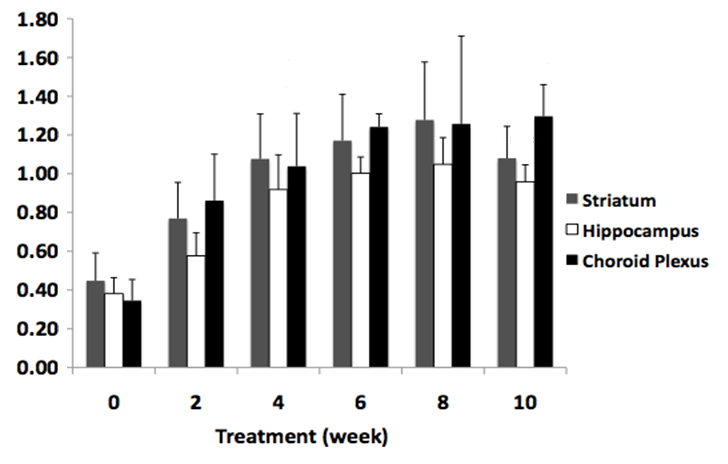 1.80
1.60
1.40
1.20
1.00
0.80
0.60
0.40
0.20
0.00
0 2 4 6 8 10
Treatment (week)
Striatum
Hippocampus
Choroid Plexus